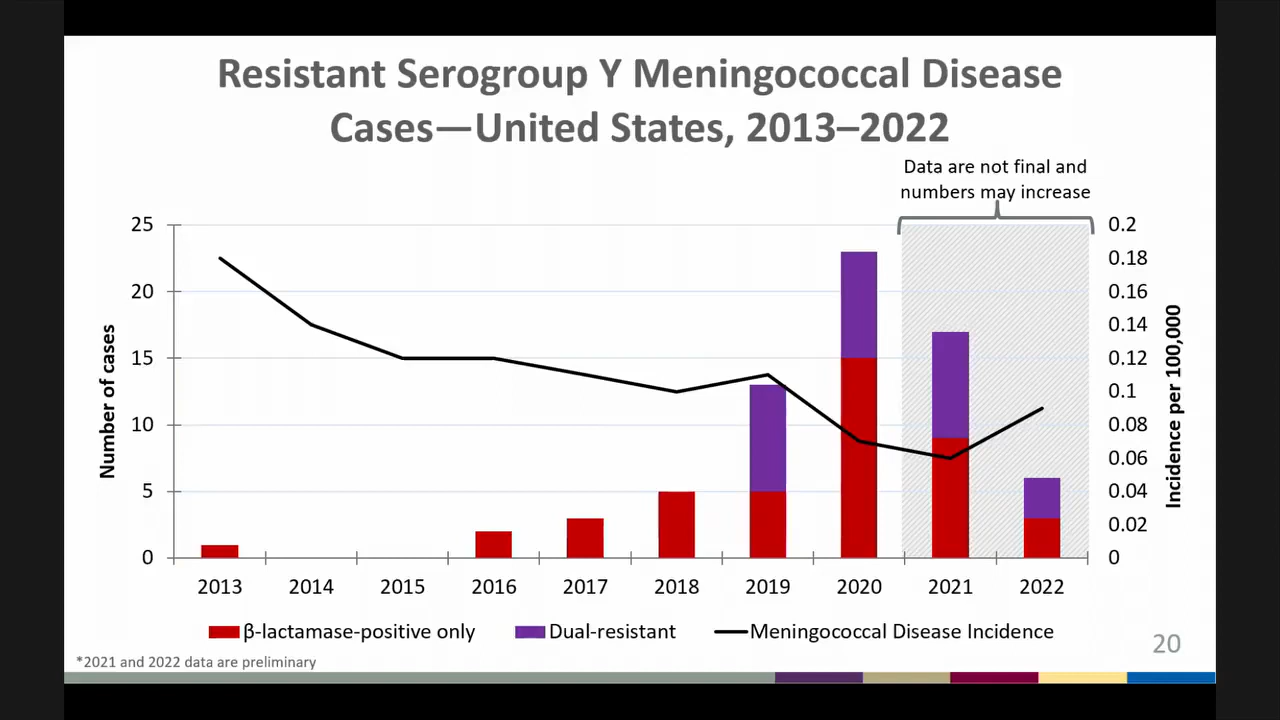 Resistant Serogroup Y Meningococcal Disease
Cases—United States, 2013–2022
Data are not final and
numbers may increase
25
20
15
10
5
0
Number of cases
0.2
0.18
0.16
0.14
0.12
0.1
0.08
0.06
0.04
0.02
0
Incidence per 100,000
2013 2014 2015 2016 2017 2018 2019 2020 2021 2022
β-lactamase-positive only Dual-resistant Meningococcal Disease Incidence
20
*2021 and 2022 data are preliminary